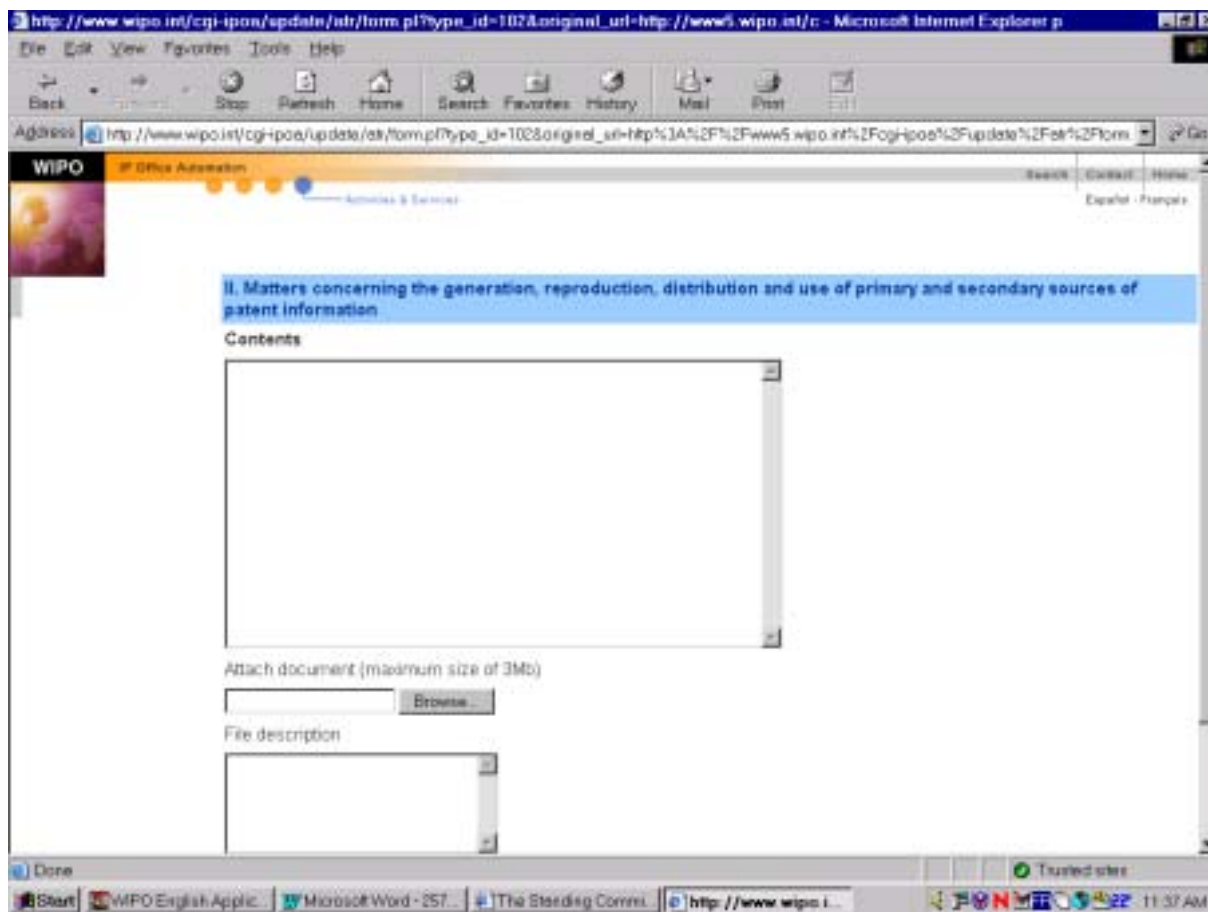 http://www.wipo.int/cgi-ipoa/update/atr/form.pl?type_id=102&original_url=http://www5.wipo.int/c - Microsoft Internet Explorer p
File Edit View Favorites Tools Help
Back Stop Refresh Home Search Favorites History Mail Print Edit
Address http://www.wipo.int/cgi-ipoa/update/atr/form.pl?type_id=102&original_url=http%3A%2F%2Fwww5.wipo.int%2Fcgi-ipoa%2Fupdate%2Fatr%2Fform. Go
WIPO IP Office Automation Search Contact Home
Activities & Services Español - Français
II. Matters concerning the generation, reproduction, distribution and use of primary and secondary sources of
patent information
Contents
Attach document (maximum size of 3Mb)
Browse...
File description
Done Trusted sites
Start WIPO English Applic... Microsoft Word - 257... The Standing Commi... http://www.wipo.i... 11:37 AM